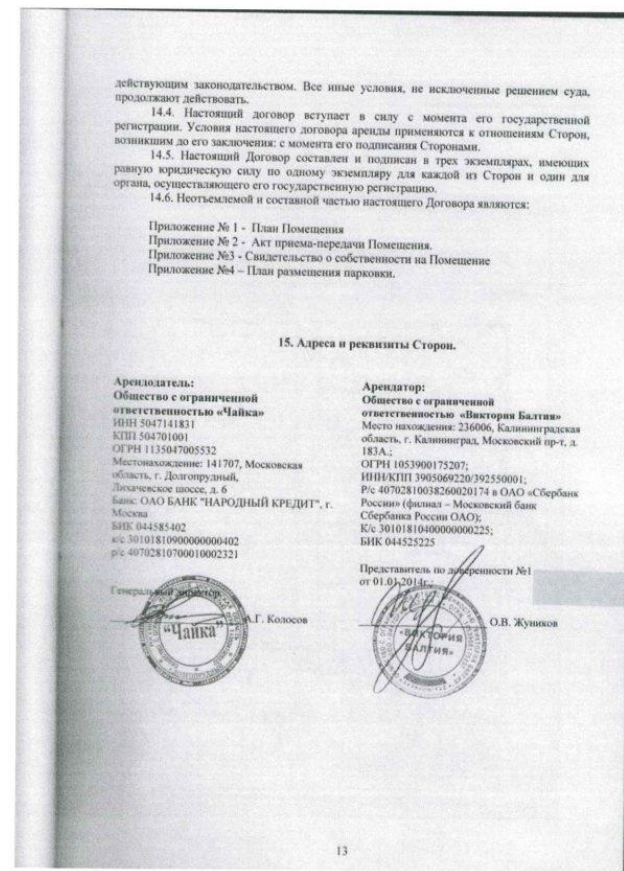 действующим законодательством. Все иные условия, не исключенные решением суда,
продолжают действовать.
14.4. Настоящий договор вступает в силу с момента его государственной
регистрации. Условия настоящего договора аренды применяются к отношениям Сторон,
возникшим до его заключения: с момента его подписания Сторонами.
14.5. Настоящий Договор составлен и подписан в трех экземплярах, имеющих
равную юридическую силу по одному экземпляру для каждой из Сторон и один для
органа, осуществляющего его государственную регистрацию.
14.6. Неотъемлемой и составной частью настоящего Договора являются:
Приложение № 1 - План Помещения
Приложение № 2 - Акт приема-передачи Помещения.
Приложение №3 - Свидетельство о собственности на Помещение
Приложение №4 – План размещения парковки.
15. Адреса и реквизиты Сторон.
Арендодатель:
Общество с ограниченной
ответственностью «Чайка»
ИНН 5047141831
КПП 504701001
ОГРН 1135047005532
Местонахождение: 141707, Московская
область, г. Долгопрудный,
Лихачевское шоссе, д. 6
Банк: ОАО БАНК "НАРОДНЫЙ КРЕДИТ", г.
Москва
БИК 044585402
к/с 30101810900000000402
р/с 40702810700010002321
Генеральный директор
А.Г. Колосов
"Чайка"
Арендатор:
Общество с ограниченной
ответственностью «Виктория Балтия»
Место нахождения: 236006, Калининградская
область, г. Калининград, Московский пр-т, д.
183А.;
ОГРН 1053900175207;
ИНН/КПП 3905069220/392550001;
Р/с 40702810038260020174 в ОАО «Сбербанк
России» (филиал – Московский банк
Сбербанка России ОАО);
К/с 30101810400000000225;
БИК 044525225
Представитель по доверенности №1
от 01.01.2014г.;
О.В. Жуников
«ВИКТОРИЯ
БАЛТИЯ»
13